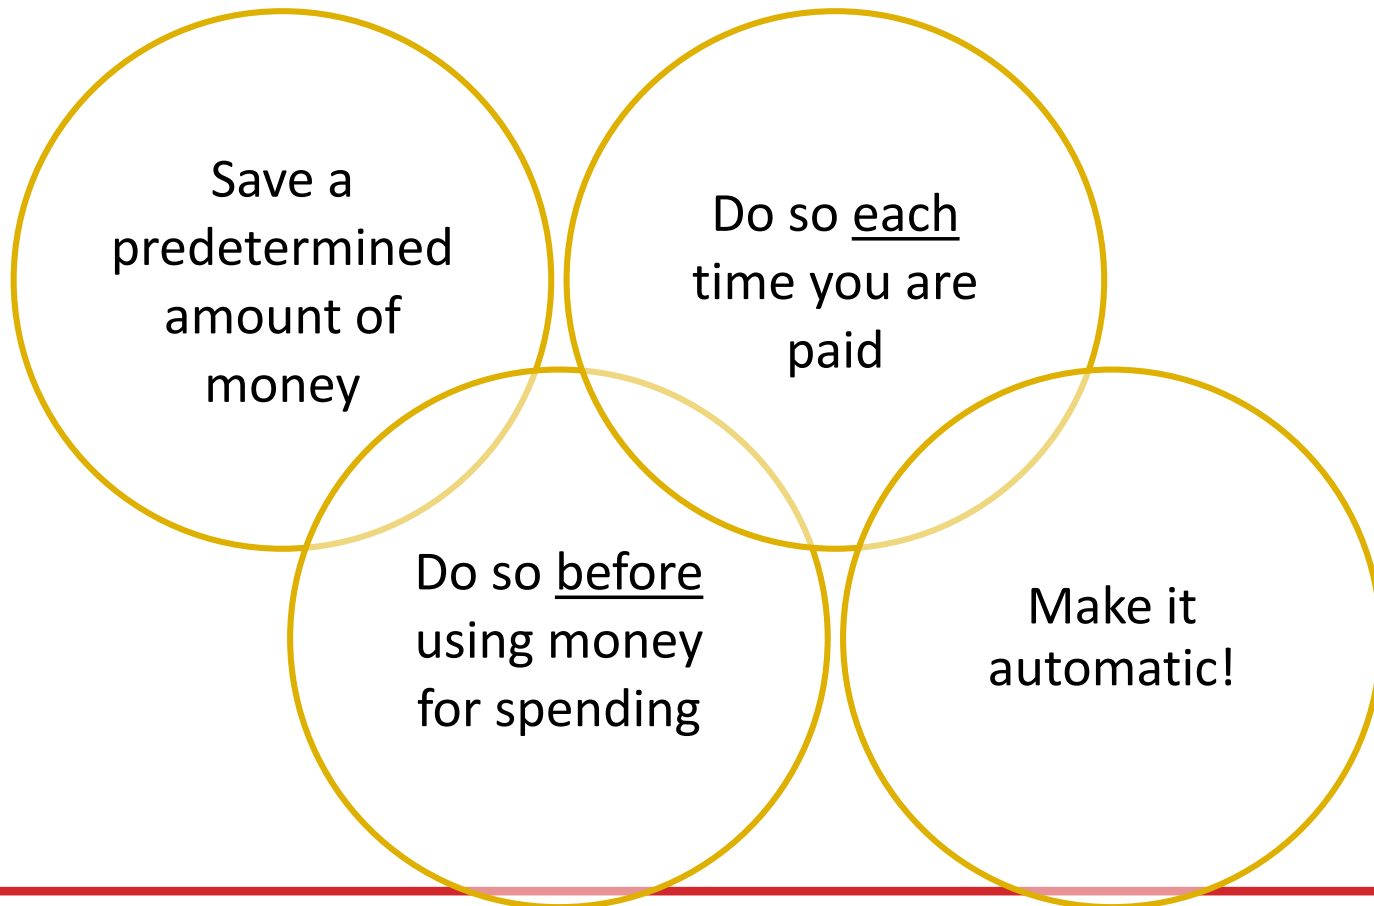 Save a
predetermined
amount of
money
Do so before
using money
for spending
Do so each
time you are
paid
Make it
automatic!